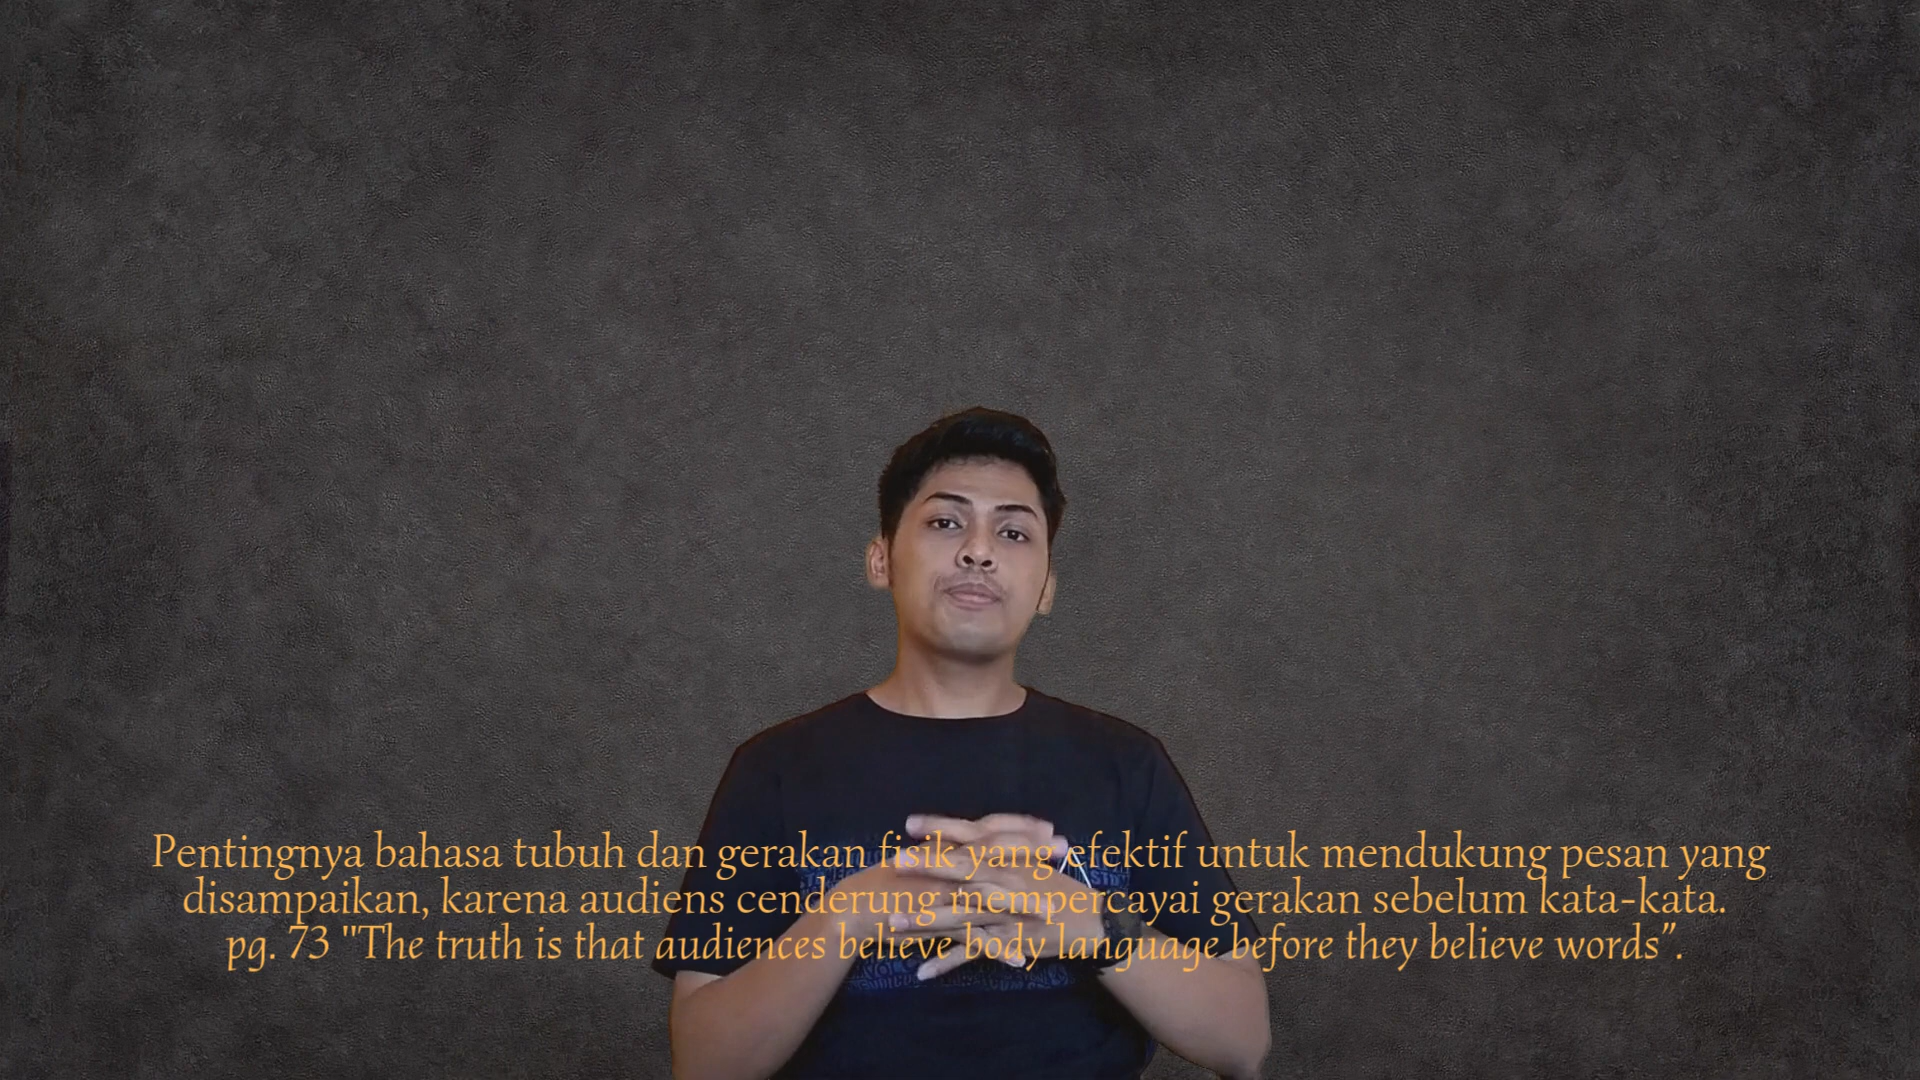 Pentingnya bahasa tubuh dan gerakan fisik yang efektif untuk mendukung pesan yang
disampaikan, karena audiens cenderung mempercayai gerakan sebelum kata-kata.
pg. 73 "The truth is that audiences believe body language before they believe words”.